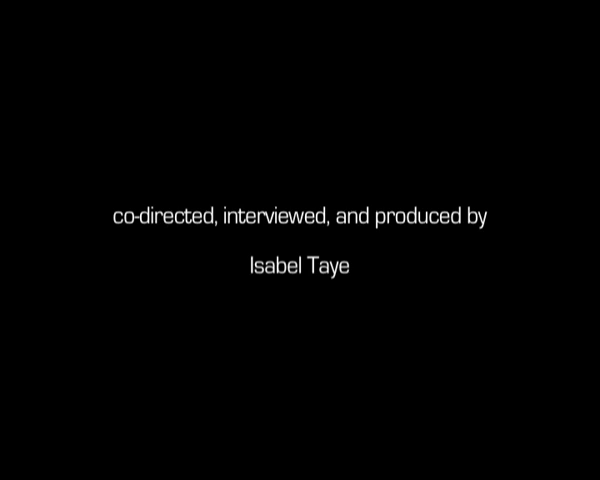 co-directed, interviewed, and produced by
Isabel Taye